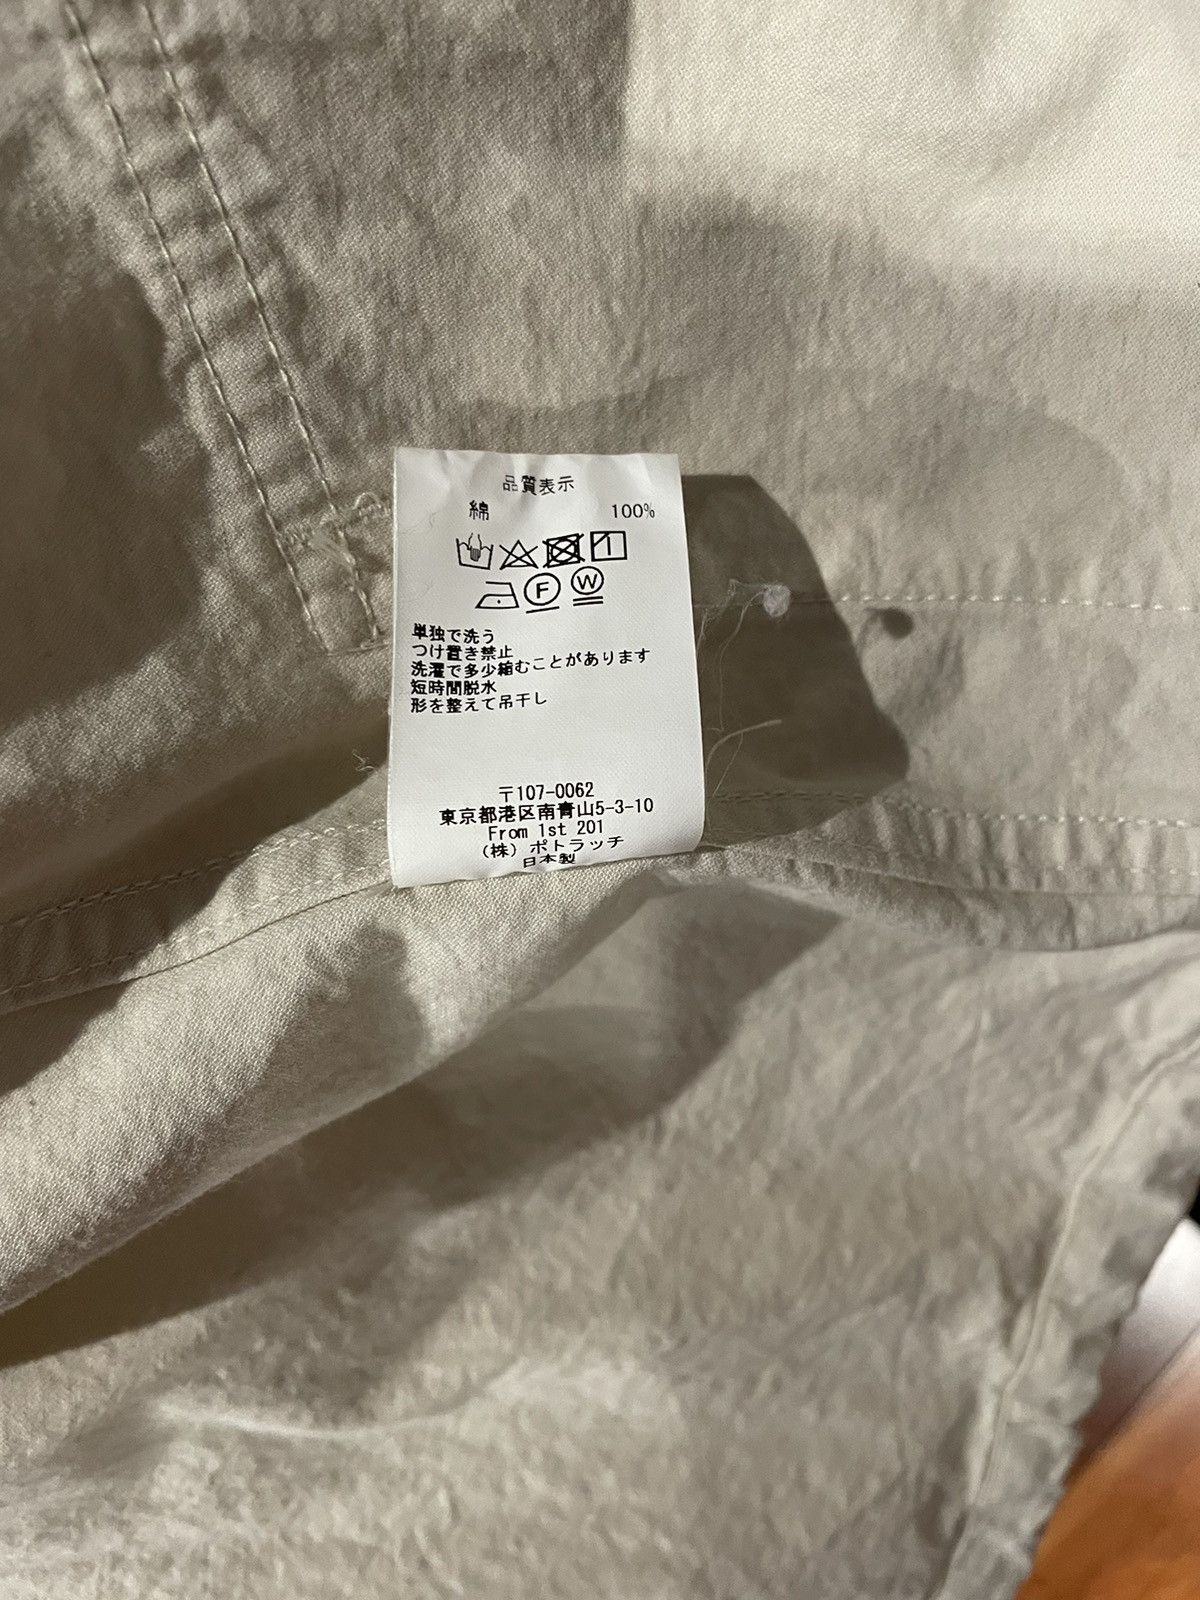 品質表示
綿 100%
F W
単独で洗う
つけ置き禁止
洗濯で多少縮むことがあります
短時間脱水
形を整えて吊干し
〒107-0062
東京都港区南青山5-3-10
From 1st 201
(株) ポトラッチ
日本製